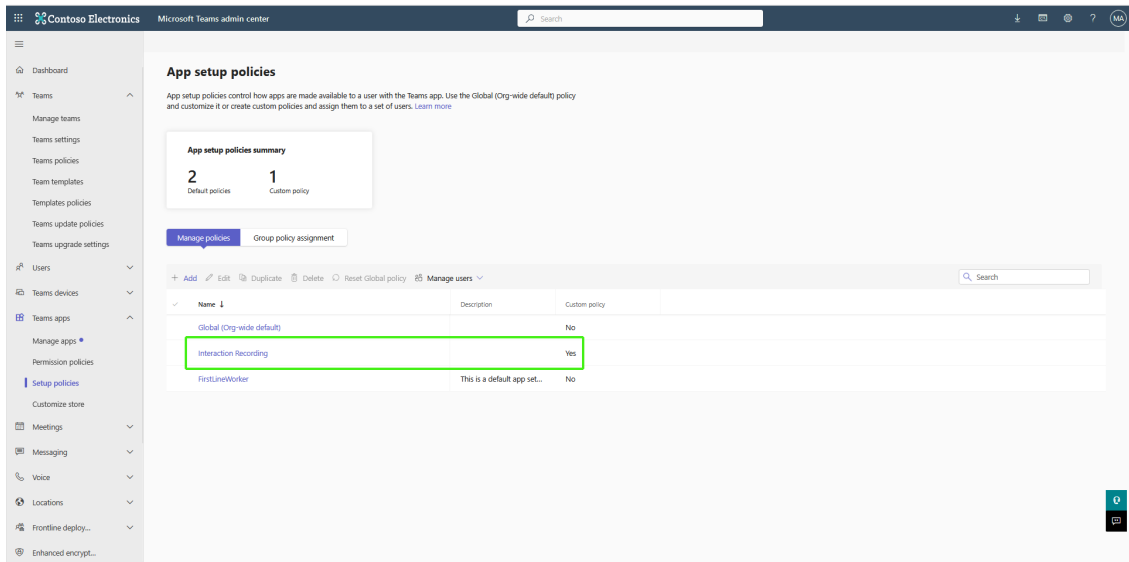 Contoso Electronics
Microsoft Teams admin center
Search
?
MA
Dashboard
Teams
Manage teams
Teams settings
Teams policies
Team templates
Templates policies
Teams update policies
Teams upgrade settings
Users
Teams devices
Teams apps
Manage apps
Permission policies
Setup policies
Customize store
Meetings
Messaging
Voice
Locations
Frontline deploy...
Enhanced encrypt...
App setup policies
App setup policies control how apps are made available to a user with the Teams app. Use the Global (Org-wide default) policy
and customize it or create custom policies and assign them to a set of users. Learn more
App setup policies summary
2 1
Default policies Custom policy
Manage policies Group policy assignment
+ Add Edit Duplicate Delete Reset Global policy Manage users Search
Name ↓ Description Custom policy
Global (Org-wide default) No
Interaction Recording Yes
FirstLineWorker This is a default app set... No